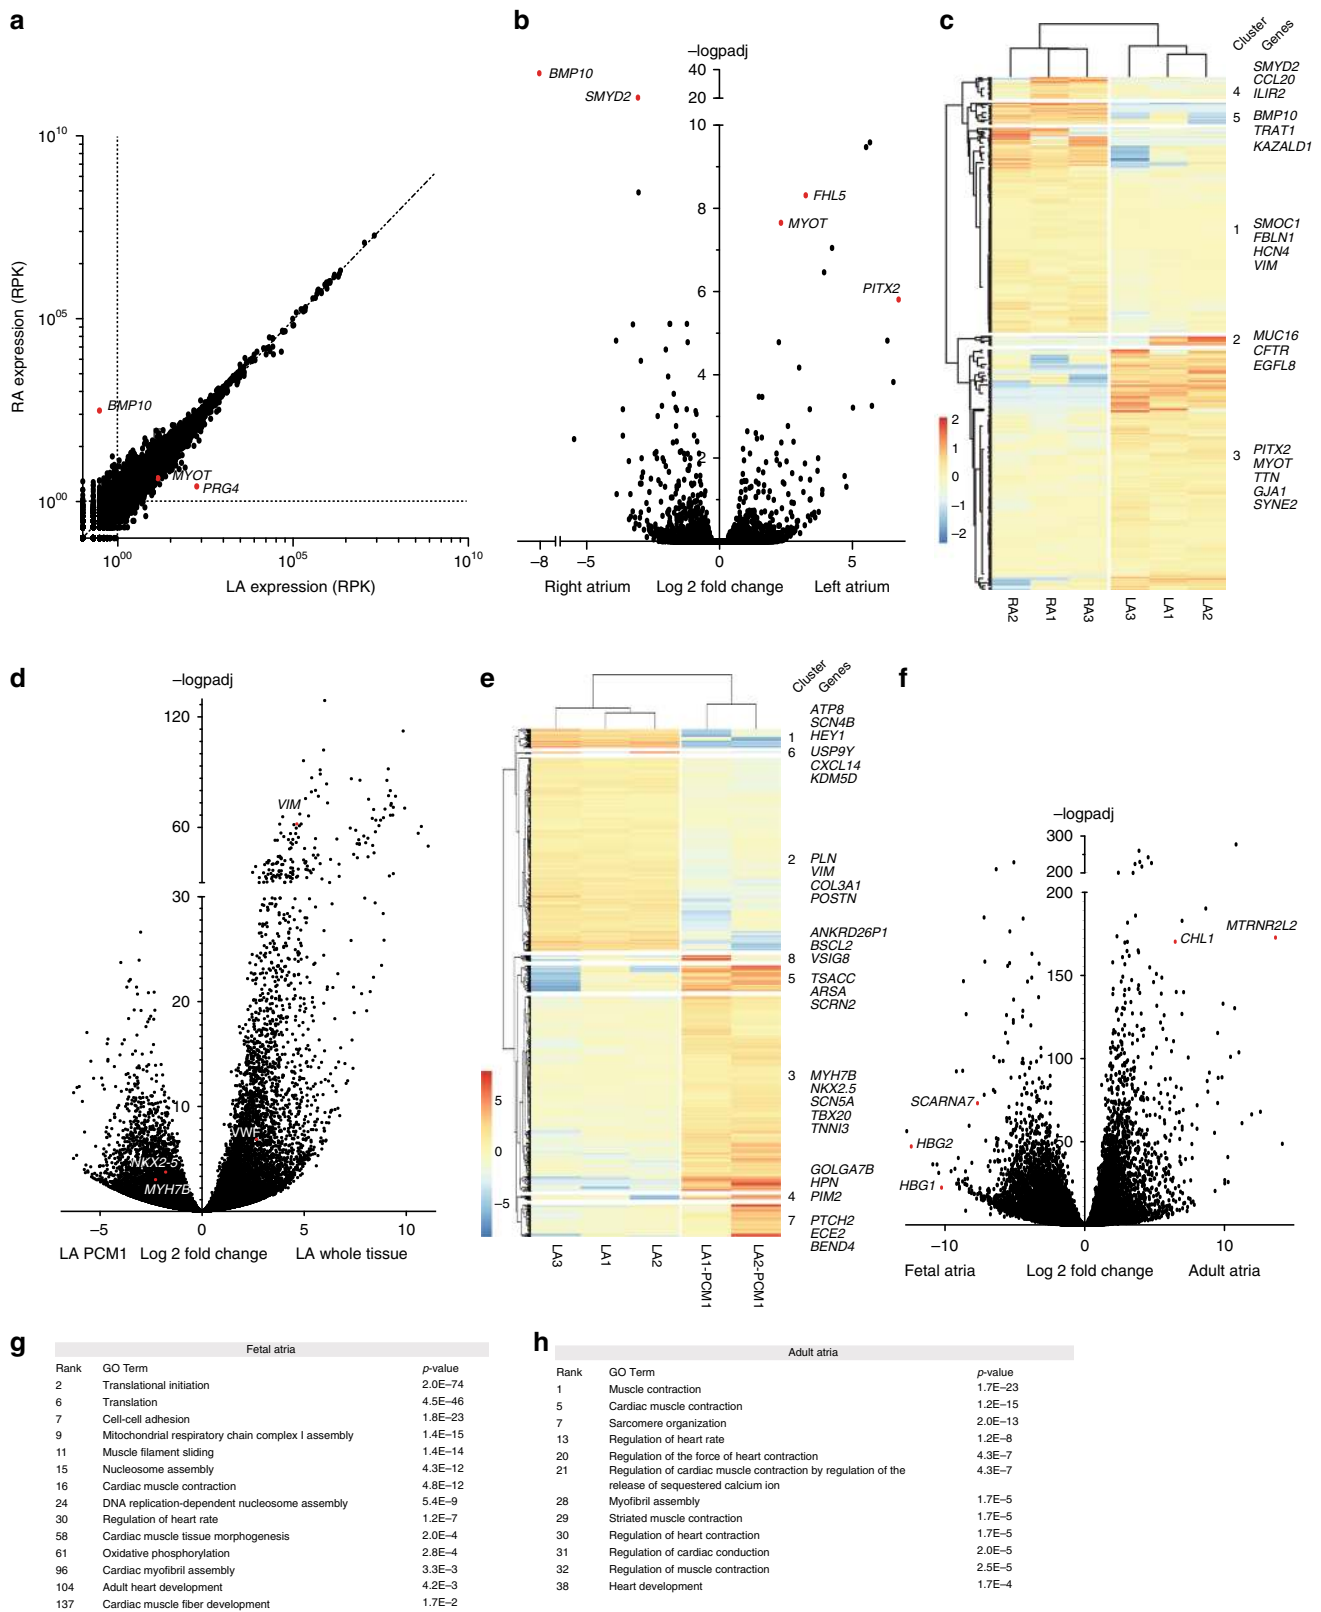 a
RA expression (RPK)
10^10
10^05
10^00
BMP10
MYOT
PRG4
10^00
10^05
10^10
LA expression (RPK)
b
–logpadj
40
20
10
8
6
4
2
BMP10
SMYD2
FHL5
MYOT
PITX2
–8
–5
0
5
Right atrium
Log 2 fold change
Left atrium
c
Cluster
Genes
SMYD2
CCL20
4
ILIR2
5
BMP10
TRAT1
KAZALD1
1
SMOC1
FBLN1
HCN4
VIM
2
MUC16
CFTR
EGFL8
3
PITX2
MYOT
TTN
GJA1
SYNE2
2
1
0
–1
–2
RA2
RA1
RA3
LA3
LA1
LA2
d
–logpadj
120
60
30
20
10
VIM
VWF
NKX2-5
MYH7B
–5
0
5
10
LA PCM1
Log 2 fold change
LA whole tissue
e
Cluster
Genes
ATP8
SCN4B
1
HEY1
6
USP9Y
CXCL14
KDM5D
2
PLN
VIM
COL3A1
POSTN
ANKRD26P1
BSCL2
8
VSIG8
5
TSACC
ARSA
SCRN2
3
MYH7B
NKX2.5
SCN5A
TBX20
TNNI3
GOLGA7B
HPN
4
PIM2
7
PTCH2
ECE2
BEND4
5
0
–5
LA3
LA1
LA2
LA1-PCM1
LA2-PCM1
f
–logpadj
300
200
200
150
100
50
CHL1
MTRNR2L2
SCARNA7
HBG2
HBG1
–10
0
10
Fetal atria
Log 2 fold change
Adult atria
g
Fetal atria
Rank GO Term p-value
2 Translational initiation 2.0E–74
6 Translation 4.5E–46
7 Cell-cell adhesion 1.8E–23
9 Mitochondrial respiratory chain complex I assembly 1.4E–15
11 Muscle filament sliding 1.4E–14
15 Nucleosome assembly 4.3E–12
16 Cardiac muscle contraction 4.8E–12
24 DNA replication-dependent nucleosome assembly 5.4E–9
30 Regulation of heart rate 1.2E–7
58 Cardiac muscle tissue morphogenesis 2.0E–4
61 Oxidative phosphorylation 2.8E–4
96 Cardiac myofibril assembly 3.3E–3
104 Adult heart development 4.2E–3
137 Cardiac muscle fiber development 1.7E–2
h
Adult atria
Rank GO Term p-value
1 Muscle contraction 1.7E–23
5 Cardiac muscle contraction 1.2E–15
7 Sarcomere organization 2.0E–13
13 Regulation of heart rate 1.2E–8
20 Regulation of the force of heart contraction 4.3E–7
21 Regulation of cardiac muscle contraction by regulation of the 4.3E–7
release of sequestered calcium ion
28 Myofibril assembly 1.7E–5
29 Striated muscle contraction 1.7E–5
30 Regulation of heart contraction 1.7E–5
31 Regulation of cardiac conduction 2.0E–5
32 Regulation of muscle contraction 2.5E–5
38 Heart development 1.7E–4